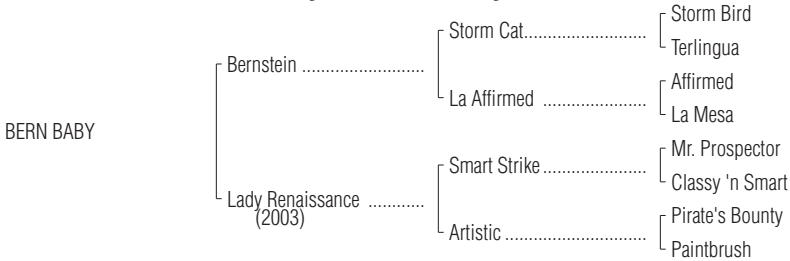 Storm Bird
Storm Cat........................
Terlingua
Bernstein ........................
Affirmed
La Affirmed ....................
La Mesa
BERN BABY
Mr. Prospector
Smart Strike....................
Classy 'n Smart
Lady Renaissance ...........
(2003)
Pirate's Bounty
Artistic ...........................
Paintbrush